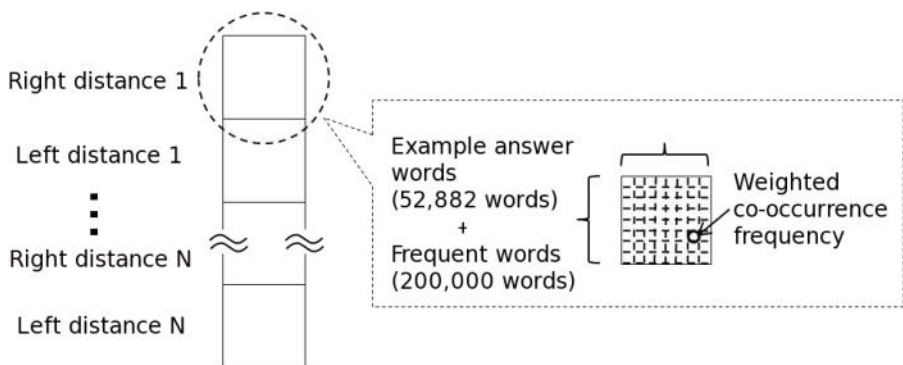 Right distance 1
Left distance 1
Right distance N
Left distance N
Example answer
words
(52,882 words)
+
Frequent words
(200,000 words)
Weighted
co-occurrence
frequency